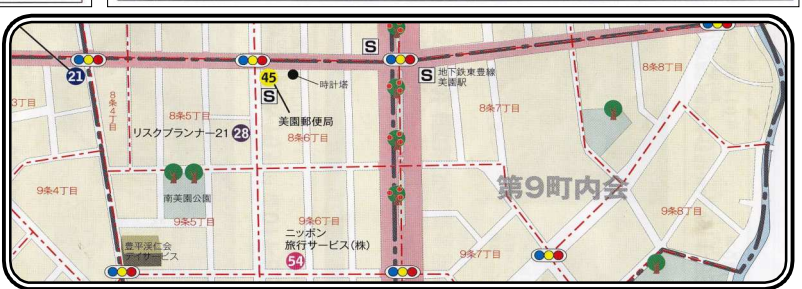 S
21
45
時計塔
S
地下鉄東豊線
美園駅
8条8丁目
3丁目
8条4丁目
S
8条5丁目
美園郵便局
8条7丁目
リスクプランナー21 28
8条6丁目
9条4丁目
第9町内会
南美園公園
9条5丁目
9条6丁目
9条8丁目
ニッポン
旅行サービス(株)
54
豊平渓仁会
デイサービス
9条7丁目